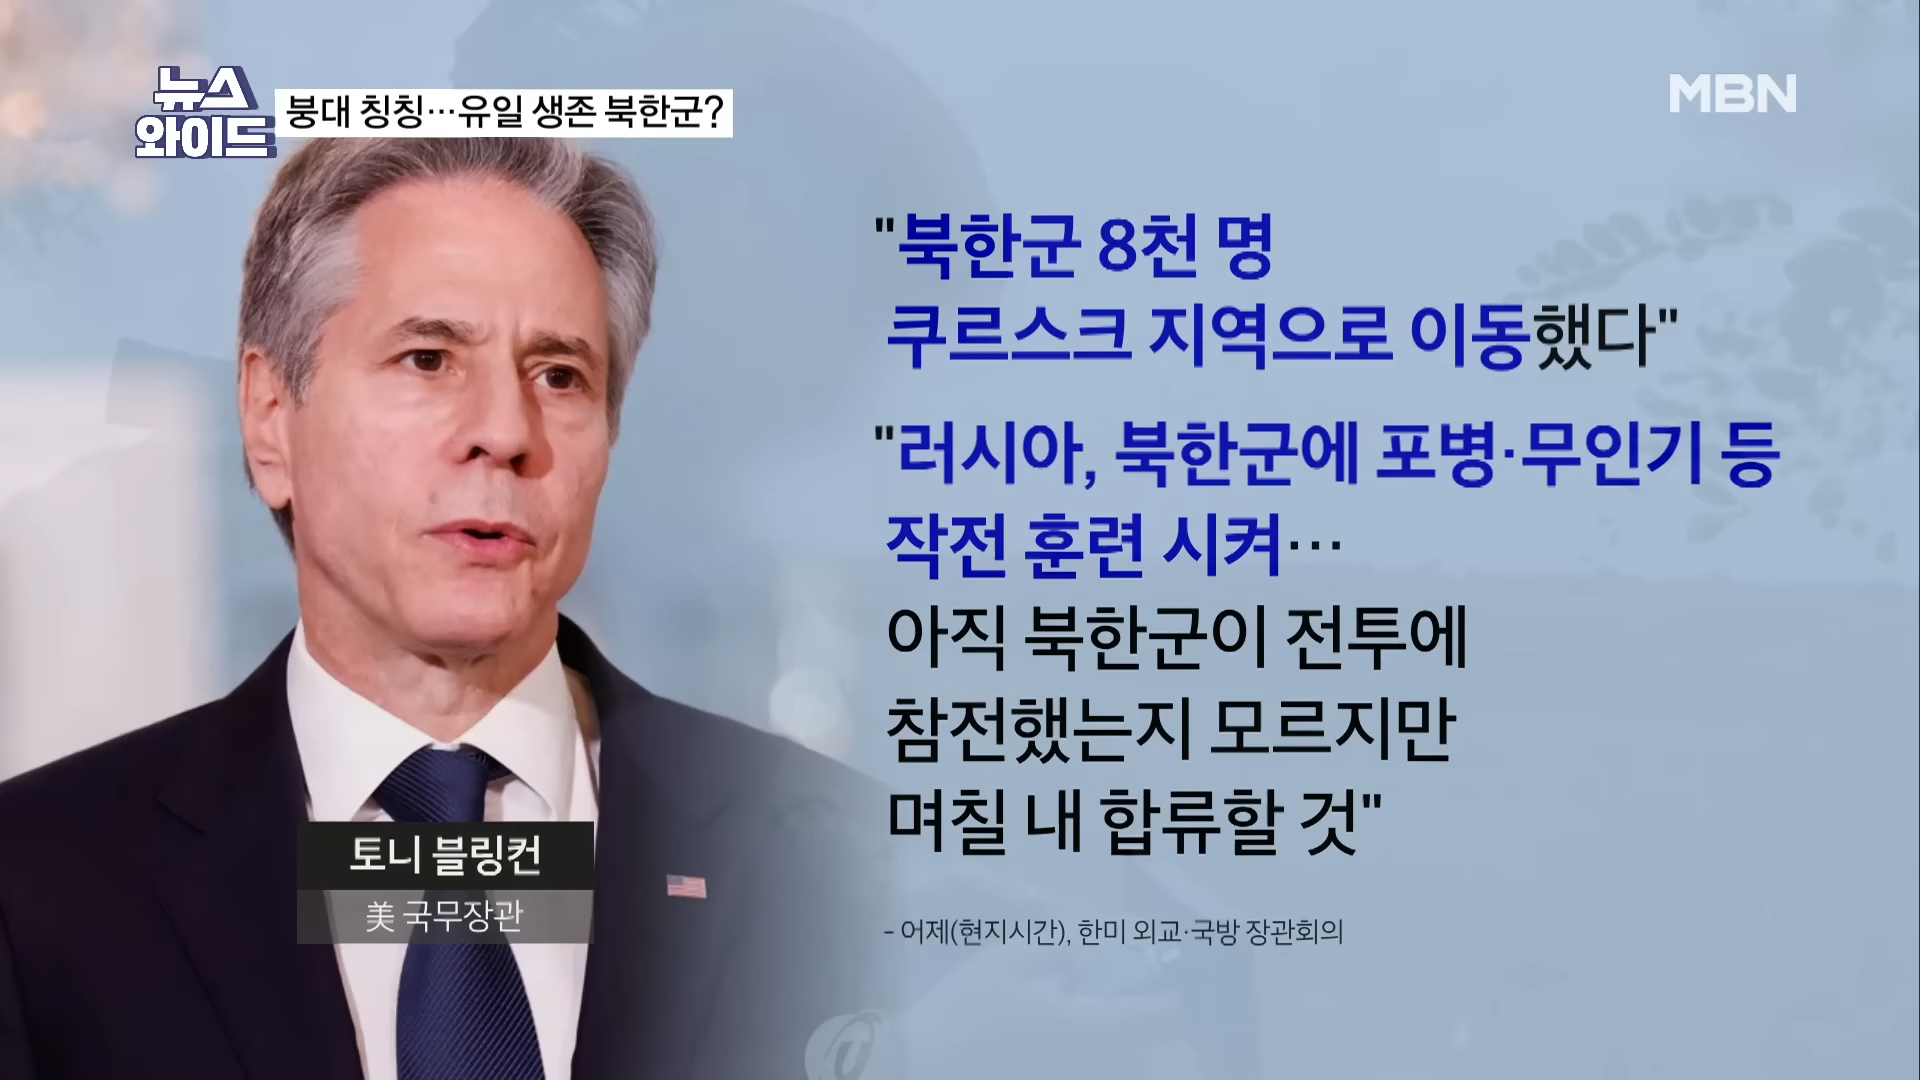 뉴스
와이드
붕대 칭칭…유일 생존 북한군?
MBN
"북한군 8천 명
쿠르스크 지역으로 이동했다"
"러시아, 북한군에 포병·무인기 등
작전 훈련 시켜…
아직 북한군이 전투에
참전했는지 모르지만
며칠 내 합류할 것"
- 어제(현지시간), 한미 외교·국방 장관회의
토니 블링컨
美 국무장관